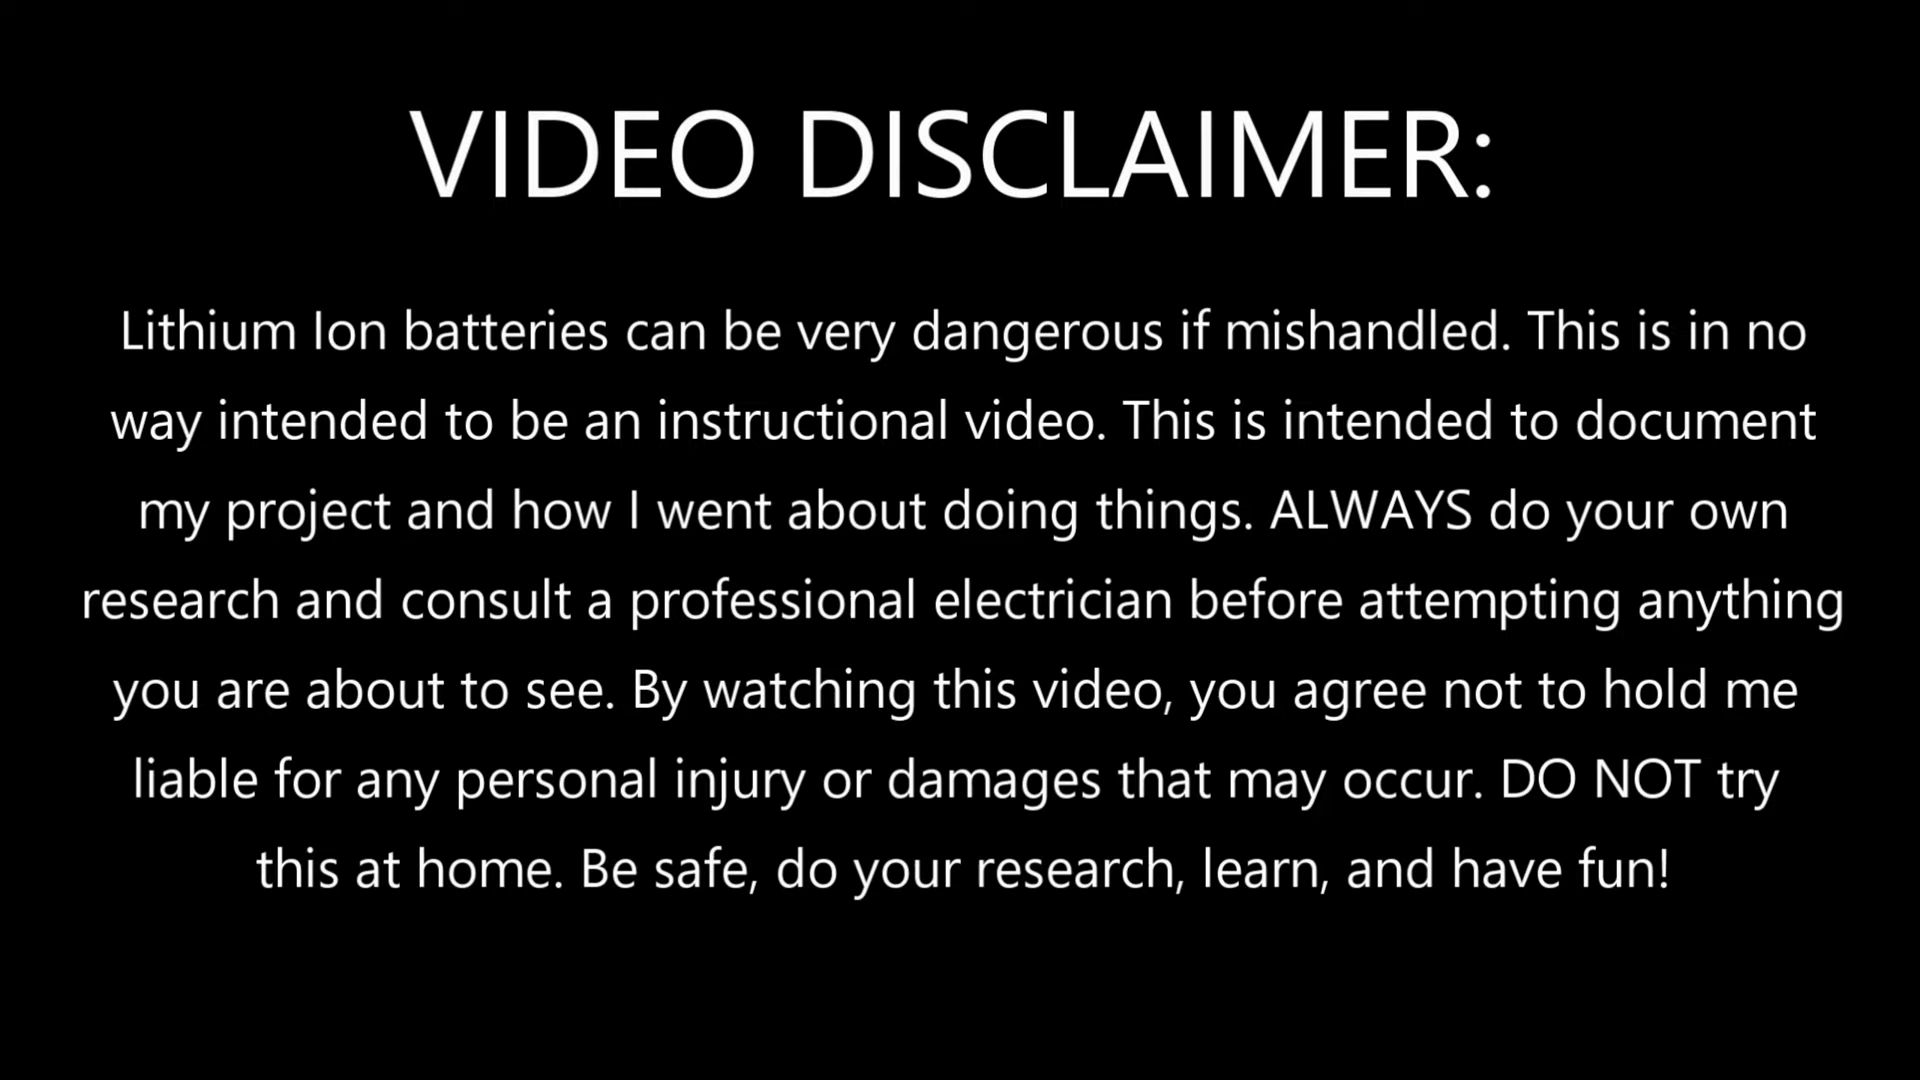 VIDEO DISCLAIMER:
Lithium Ion batteries can be very dangerous if mishandled. This is in no
way intended to be an instructional video. This is intended to document
my project and how I went about doing things. ALWAYS do your own
research and consult a professional electrician before attempting anything
you are about to see. By watching this video, you agree not to hold me
liable for any personal injury or damages that may occur. DO NOT try
this at home. Be safe, do your research, learn, and have fun!